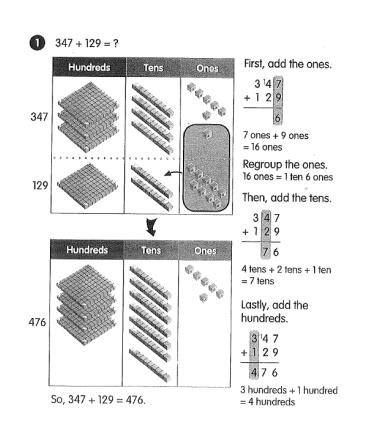 1 347 + 129 = ?
Hundreds Tens Ones
347
129
Hundreds Tens Ones
476
So, 347 + 129 = 476.
First, add the ones.
3 ¹4 7
+ 1 2 9
6
7 ones + 9 ones
= 16 ones
Regroup the ones.
16 ones = 1 ten 6 ones
Then, add the tens.
3 ¹4 7
+ 1 2 9
7 6
4 tens + 2 tens + 1 ten
= 7 tens
Lastly, add the
hundreds.
3 ¹4 7
+ 1 2 9
4 7 6
3 hundreds + 1 hundred
= 4 hundreds